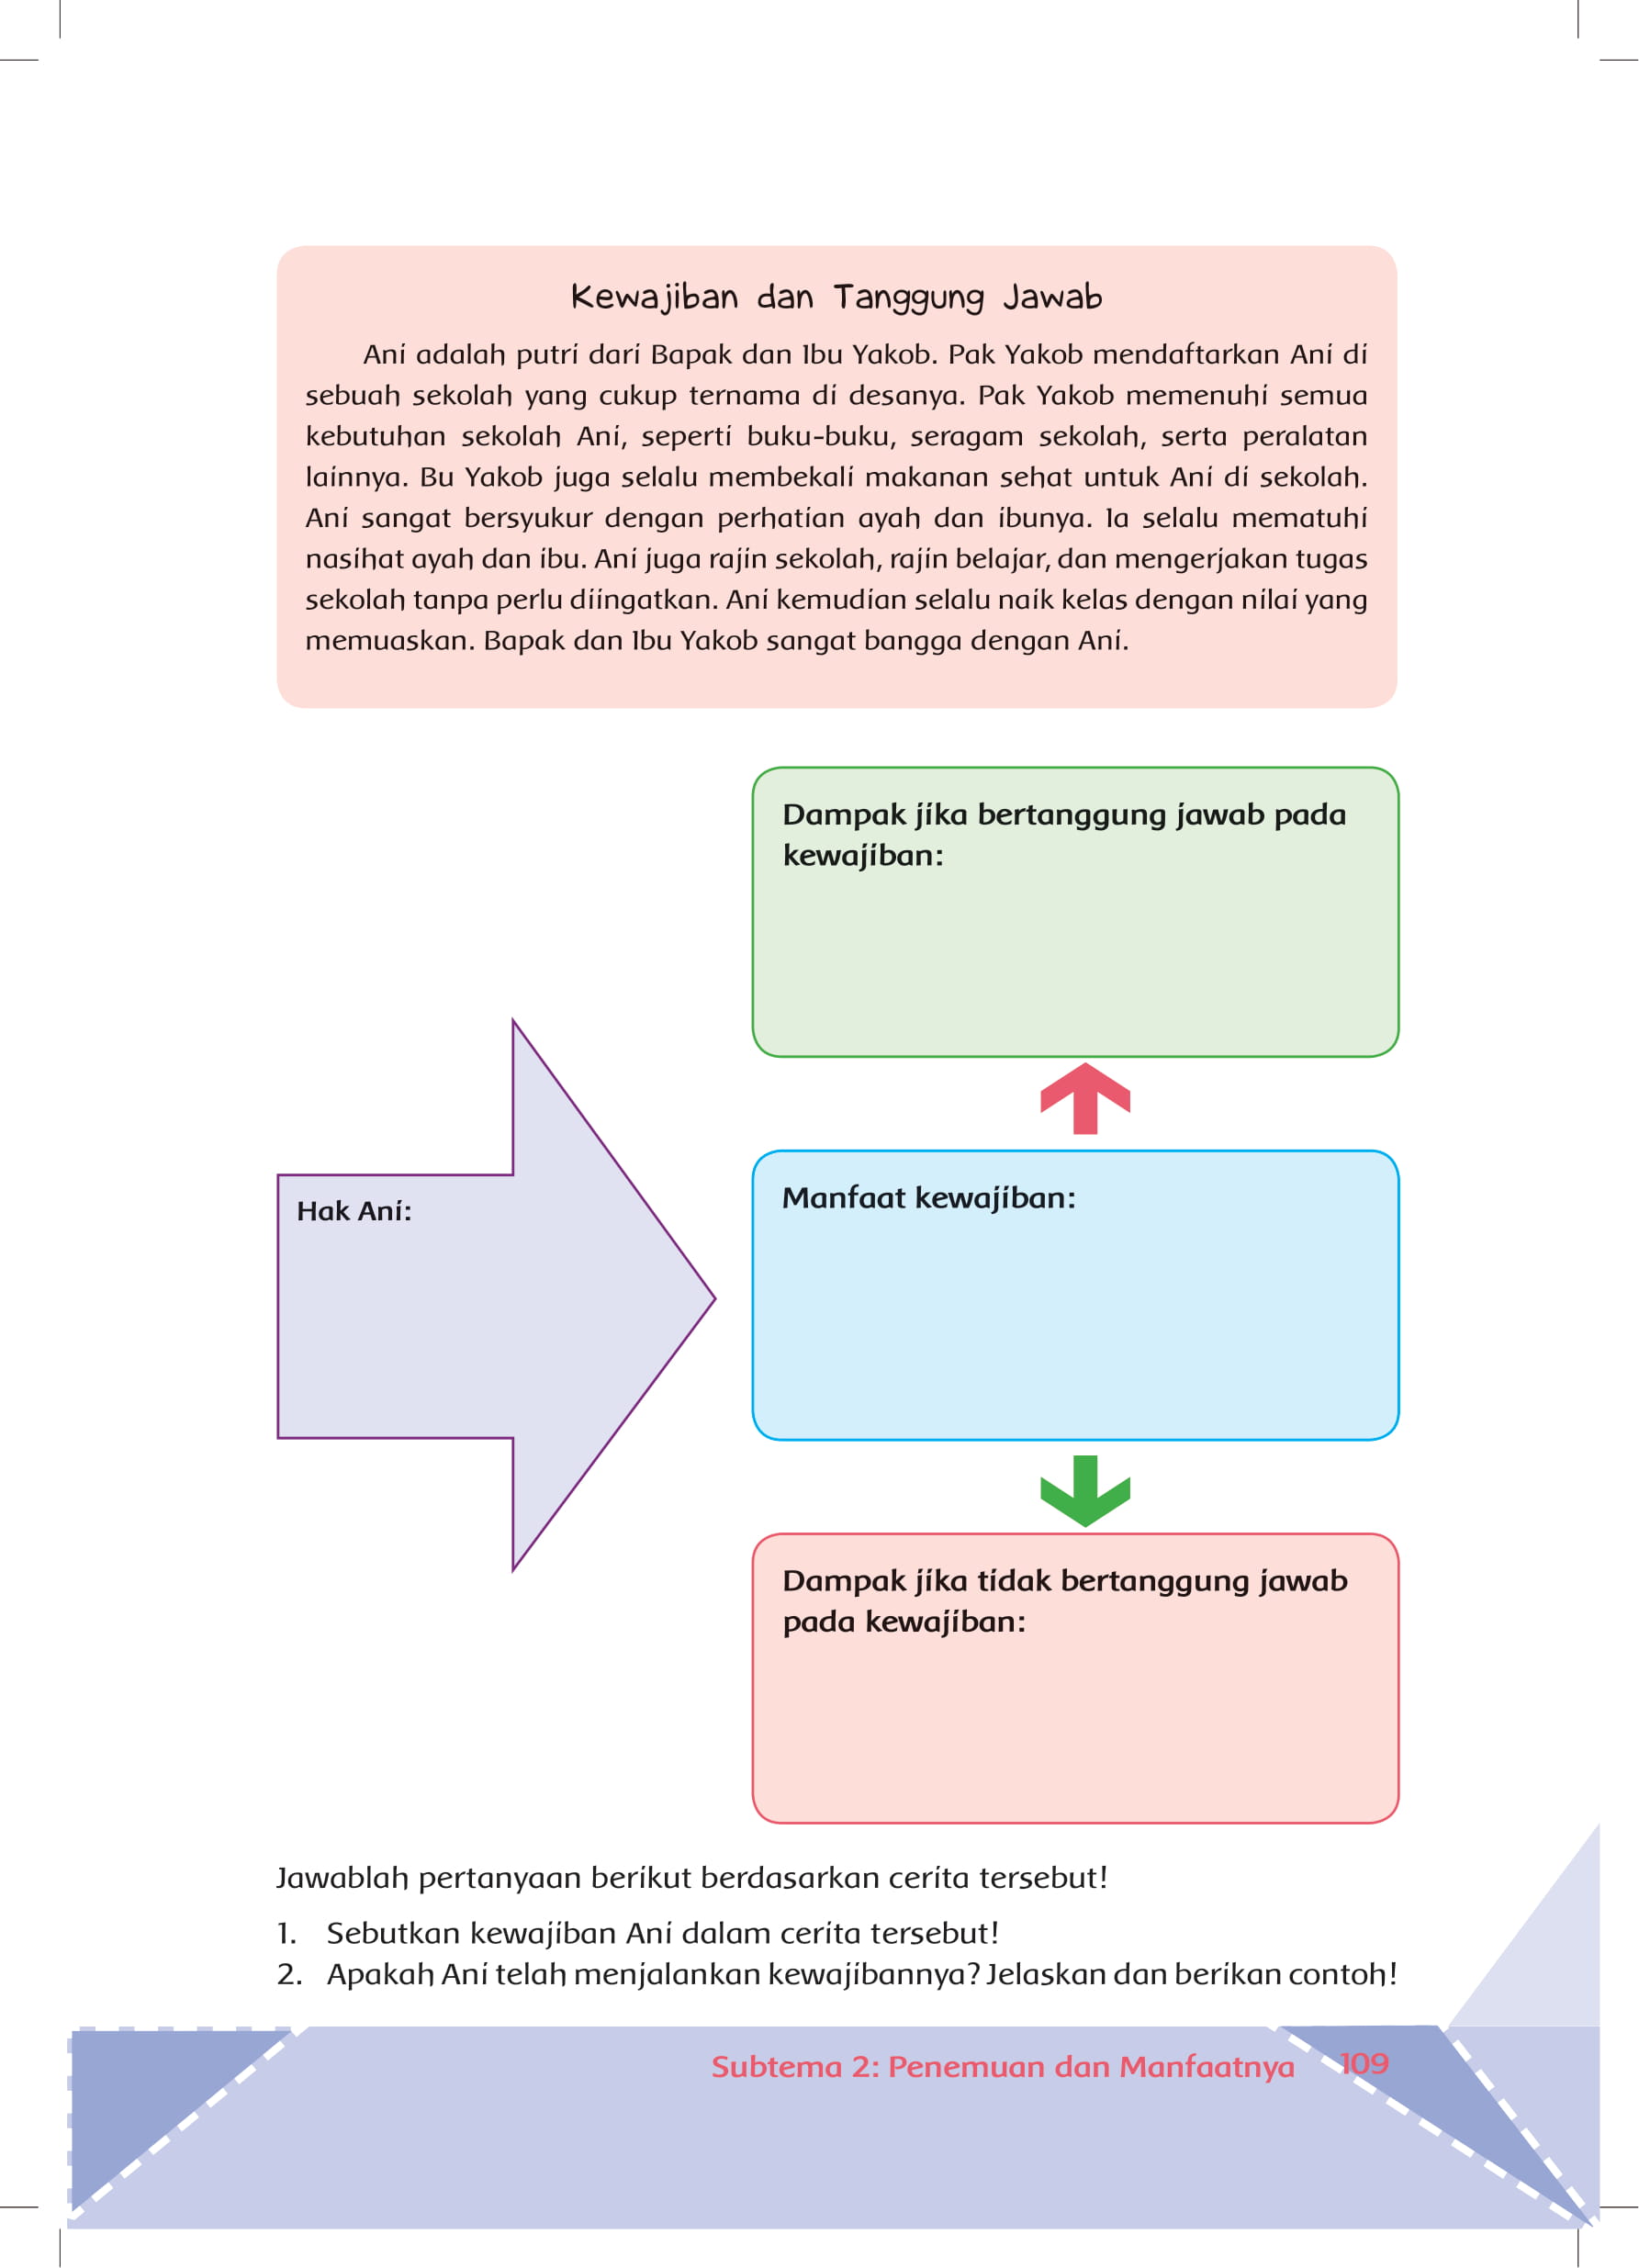 Kewajiban dan Tanggung Jawab
Ani adalah putri dari Bapak dan Ibu Yakob. Pak Yakob mendaftarkan Ani di
sebuah sekolah yang cukup ternama di desanya. Pak Yakob memenuhi semua
kebutuhan sekolah Ani, seperti buku-buku, seragam sekolah, serta peralatan
lainnya. Bu Yakob juga selalu membekali makanan sehat untuk Ani di sekolah.
Ani sangat bersyukur dengan perhatian ayah dan ibunya. Ia selalu mematuhi
nasihat ayah dan ibu. Ani juga rajin sekolah, rajin belajar, dan mengerjakan tugas
sekolah tanpa perlu diingatkan. Ani kemudian selalu naik kelas dengan nilai yang
memuaskan. Bapak dan Ibu Yakob sangat bangga dengan Ani.
Dampak jika bertanggung jawab pada
kewajiban:
Hak Ani:
Manfaat kewajiban:
Dampak jika tidak bertanggung jawab
pada kewajiban:
Jawablah pertanyaan berikut berdasarkan cerita tersebut!
1. Sebutkan kewajiban Ani dalam cerita tersebut!
2. Apakah Ani telah menjalankan kewajibannya? Jelaskan dan berikan contoh!
Subtema 2: Penemuan dan Manfaatnya 109